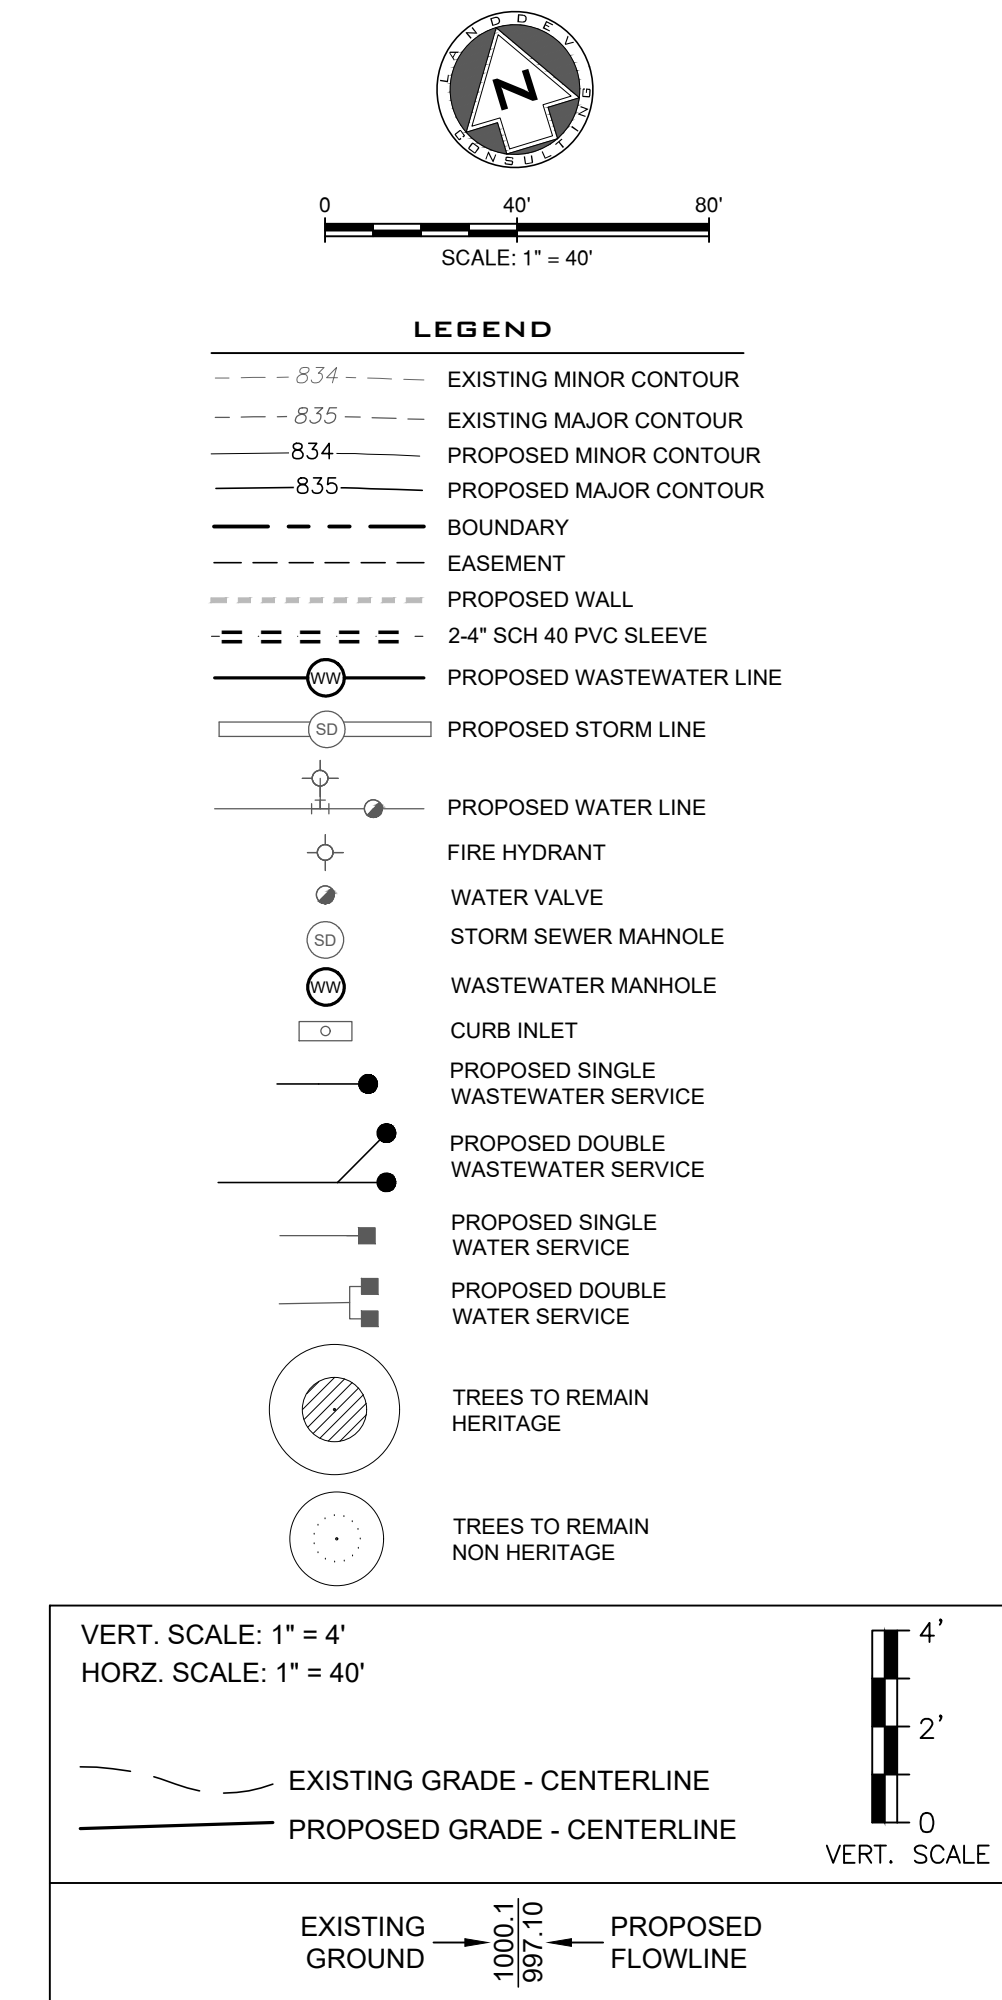 LANDDEV
CONSULTING
N
0 40' 80'
SCALE: 1" = 40'
LEGEND
834 EXISTING MINOR CONTOUR
835 EXISTING MAJOR CONTOUR
834 PROPOSED MINOR CONTOUR
835 PROPOSED MAJOR CONTOUR
BOUNDARY
EASEMENT
PROPOSED WALL
2-4" SCH 40 PVC SLEEVE
WW PROPOSED WASTEWATER LINE
SD PROPOSED STORM LINE
PROPOSED WATER LINE
FIRE HYDRANT
WATER VALVE
SD STORM SEWER MAHNOLE
WW WASTEWATER MANHOLE
CURB INLET
PROPOSED SINGLE
WASTEWATER SERVICE
PROPOSED DOUBLE
WASTEWATER SERVICE
PROPOSED SINGLE
WATER SERVICE
PROPOSED DOUBLE
WATER SERVICE
TREES TO REMAIN
HERITAGE
TREES TO REMAIN
NON HERITAGE
VERT. SCALE: 1" = 4'
HORZ. SCALE: 1" = 40'
4'
2'
0
VERT. SCALE
EXISTING GRADE - CENTERLINE
PROPOSED GRADE - CENTERLINE
EXISTING
GROUND
1000.1
997.10
PROPOSED
FLOWLINE